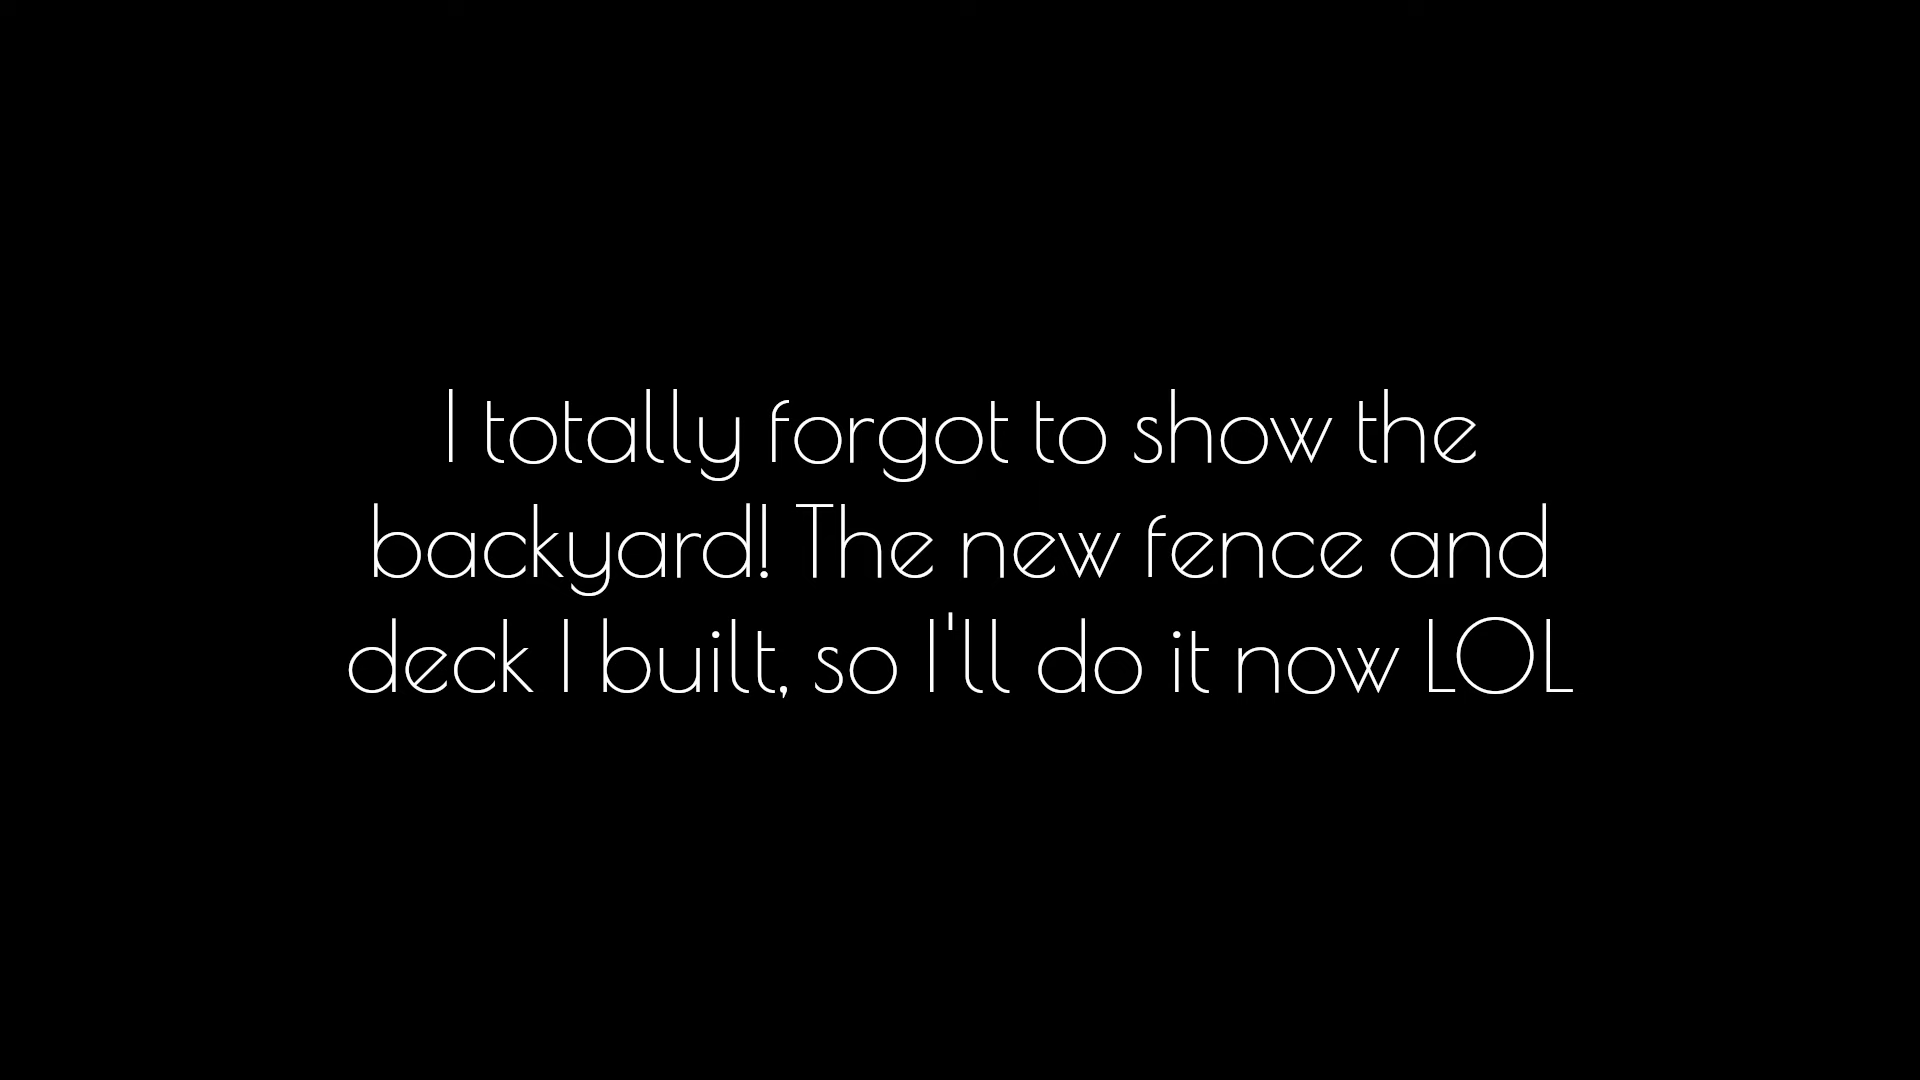 I totally forgot to show the
backyard! The new fence and
deck I built, so I'll do it now LOL